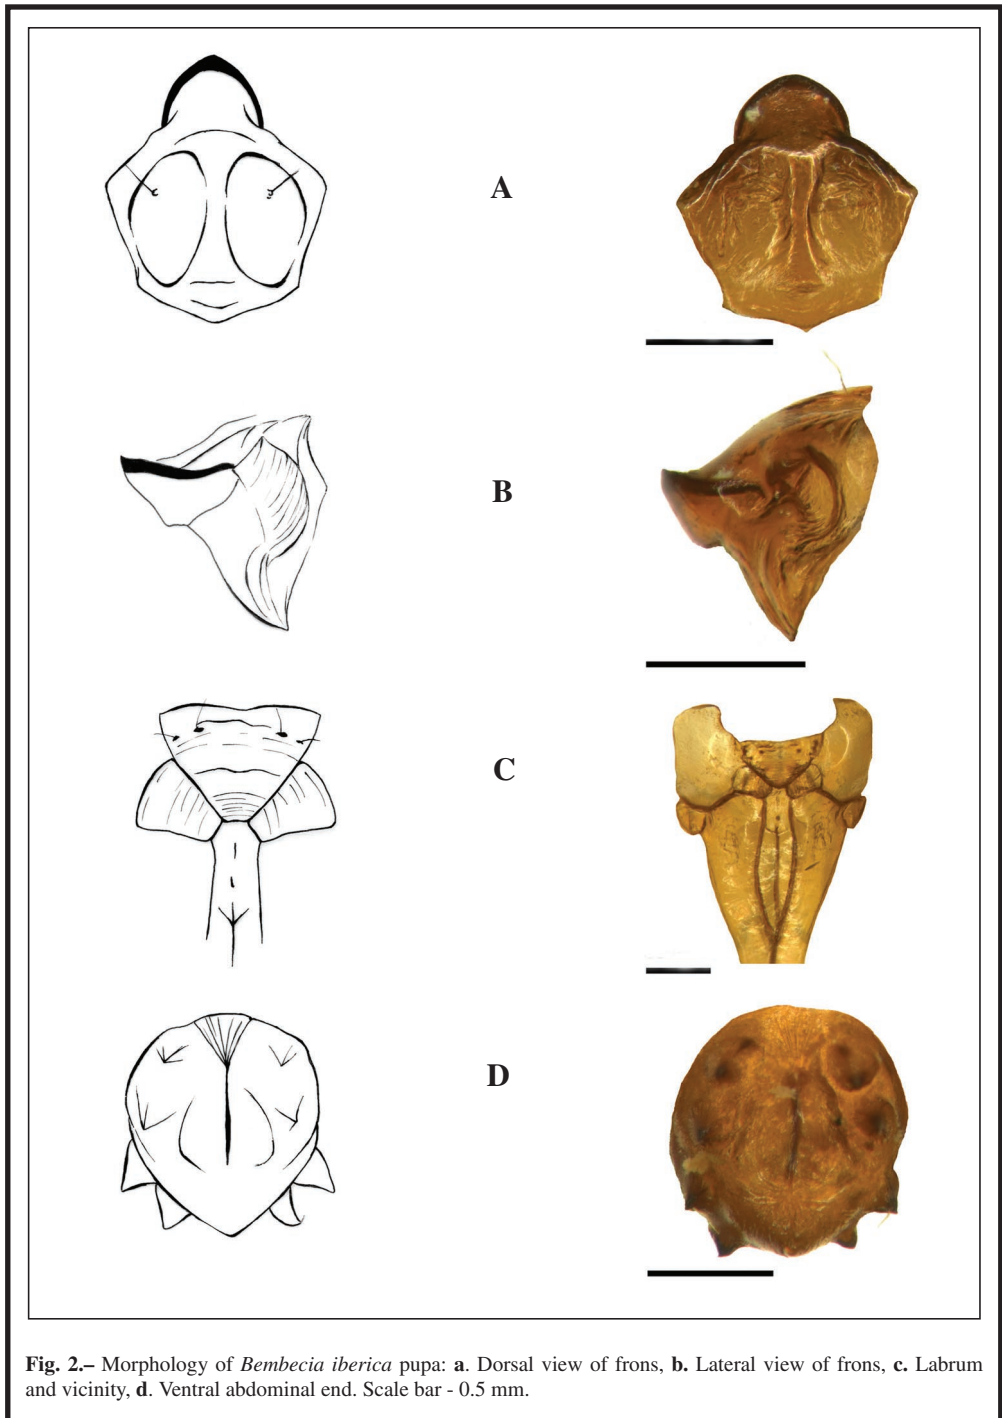 A
B
C
D
Fig. 2.– Morphology of Bembecia iberica pupa: a. Dorsal view of frons, b. Lateral view of frons, c. Labrum
and vicinity, d. Ventral abdominal end. Scale bar - 0.5 mm.